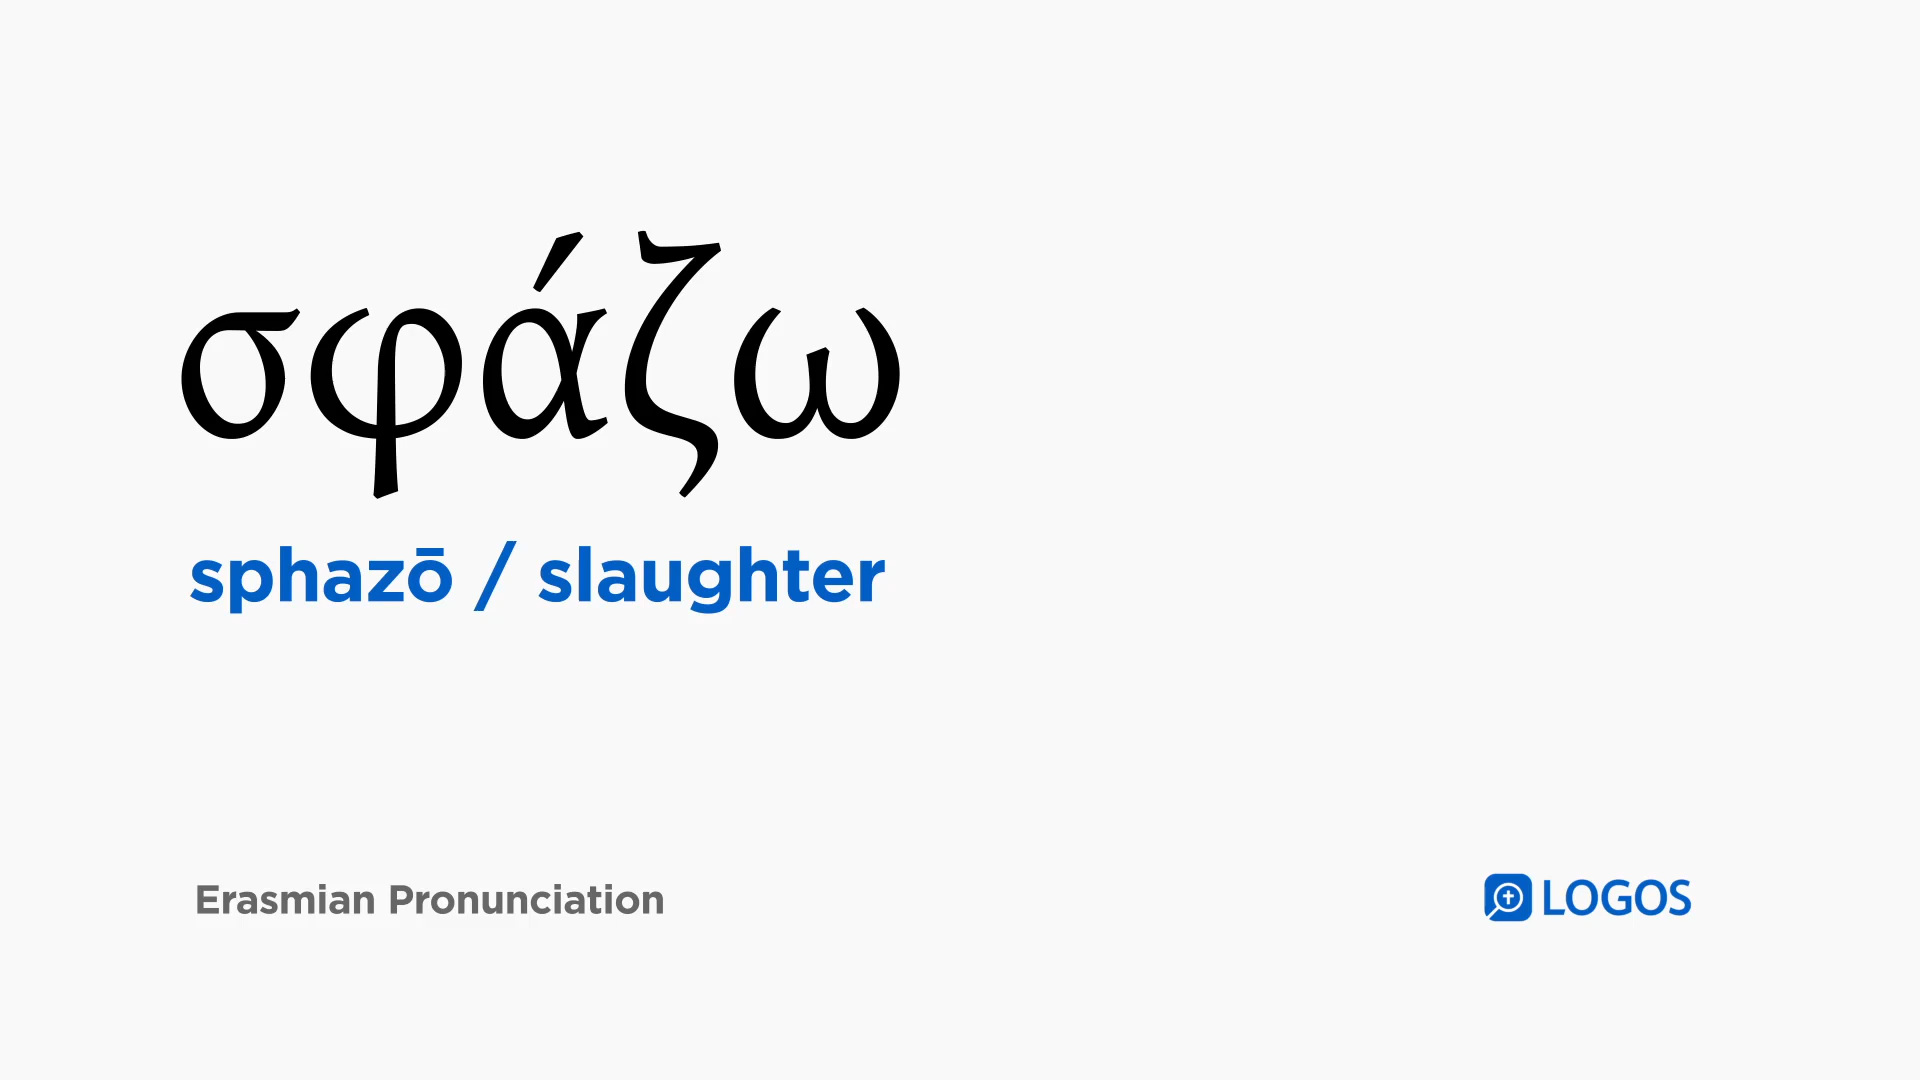 σφάζω
sphazō / slaughter
Erasmian Pronunciation
LOGOS